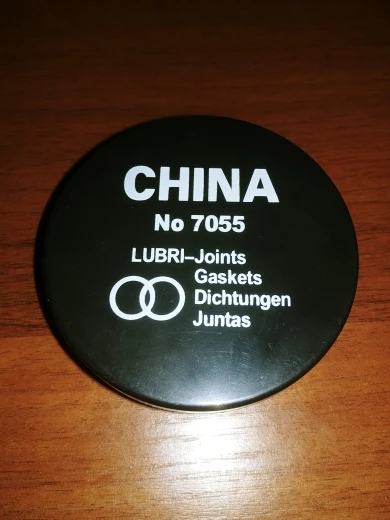 CHINA
No 7055
LUBRI–Joints
Gaskets
Dichtungen
Juntas